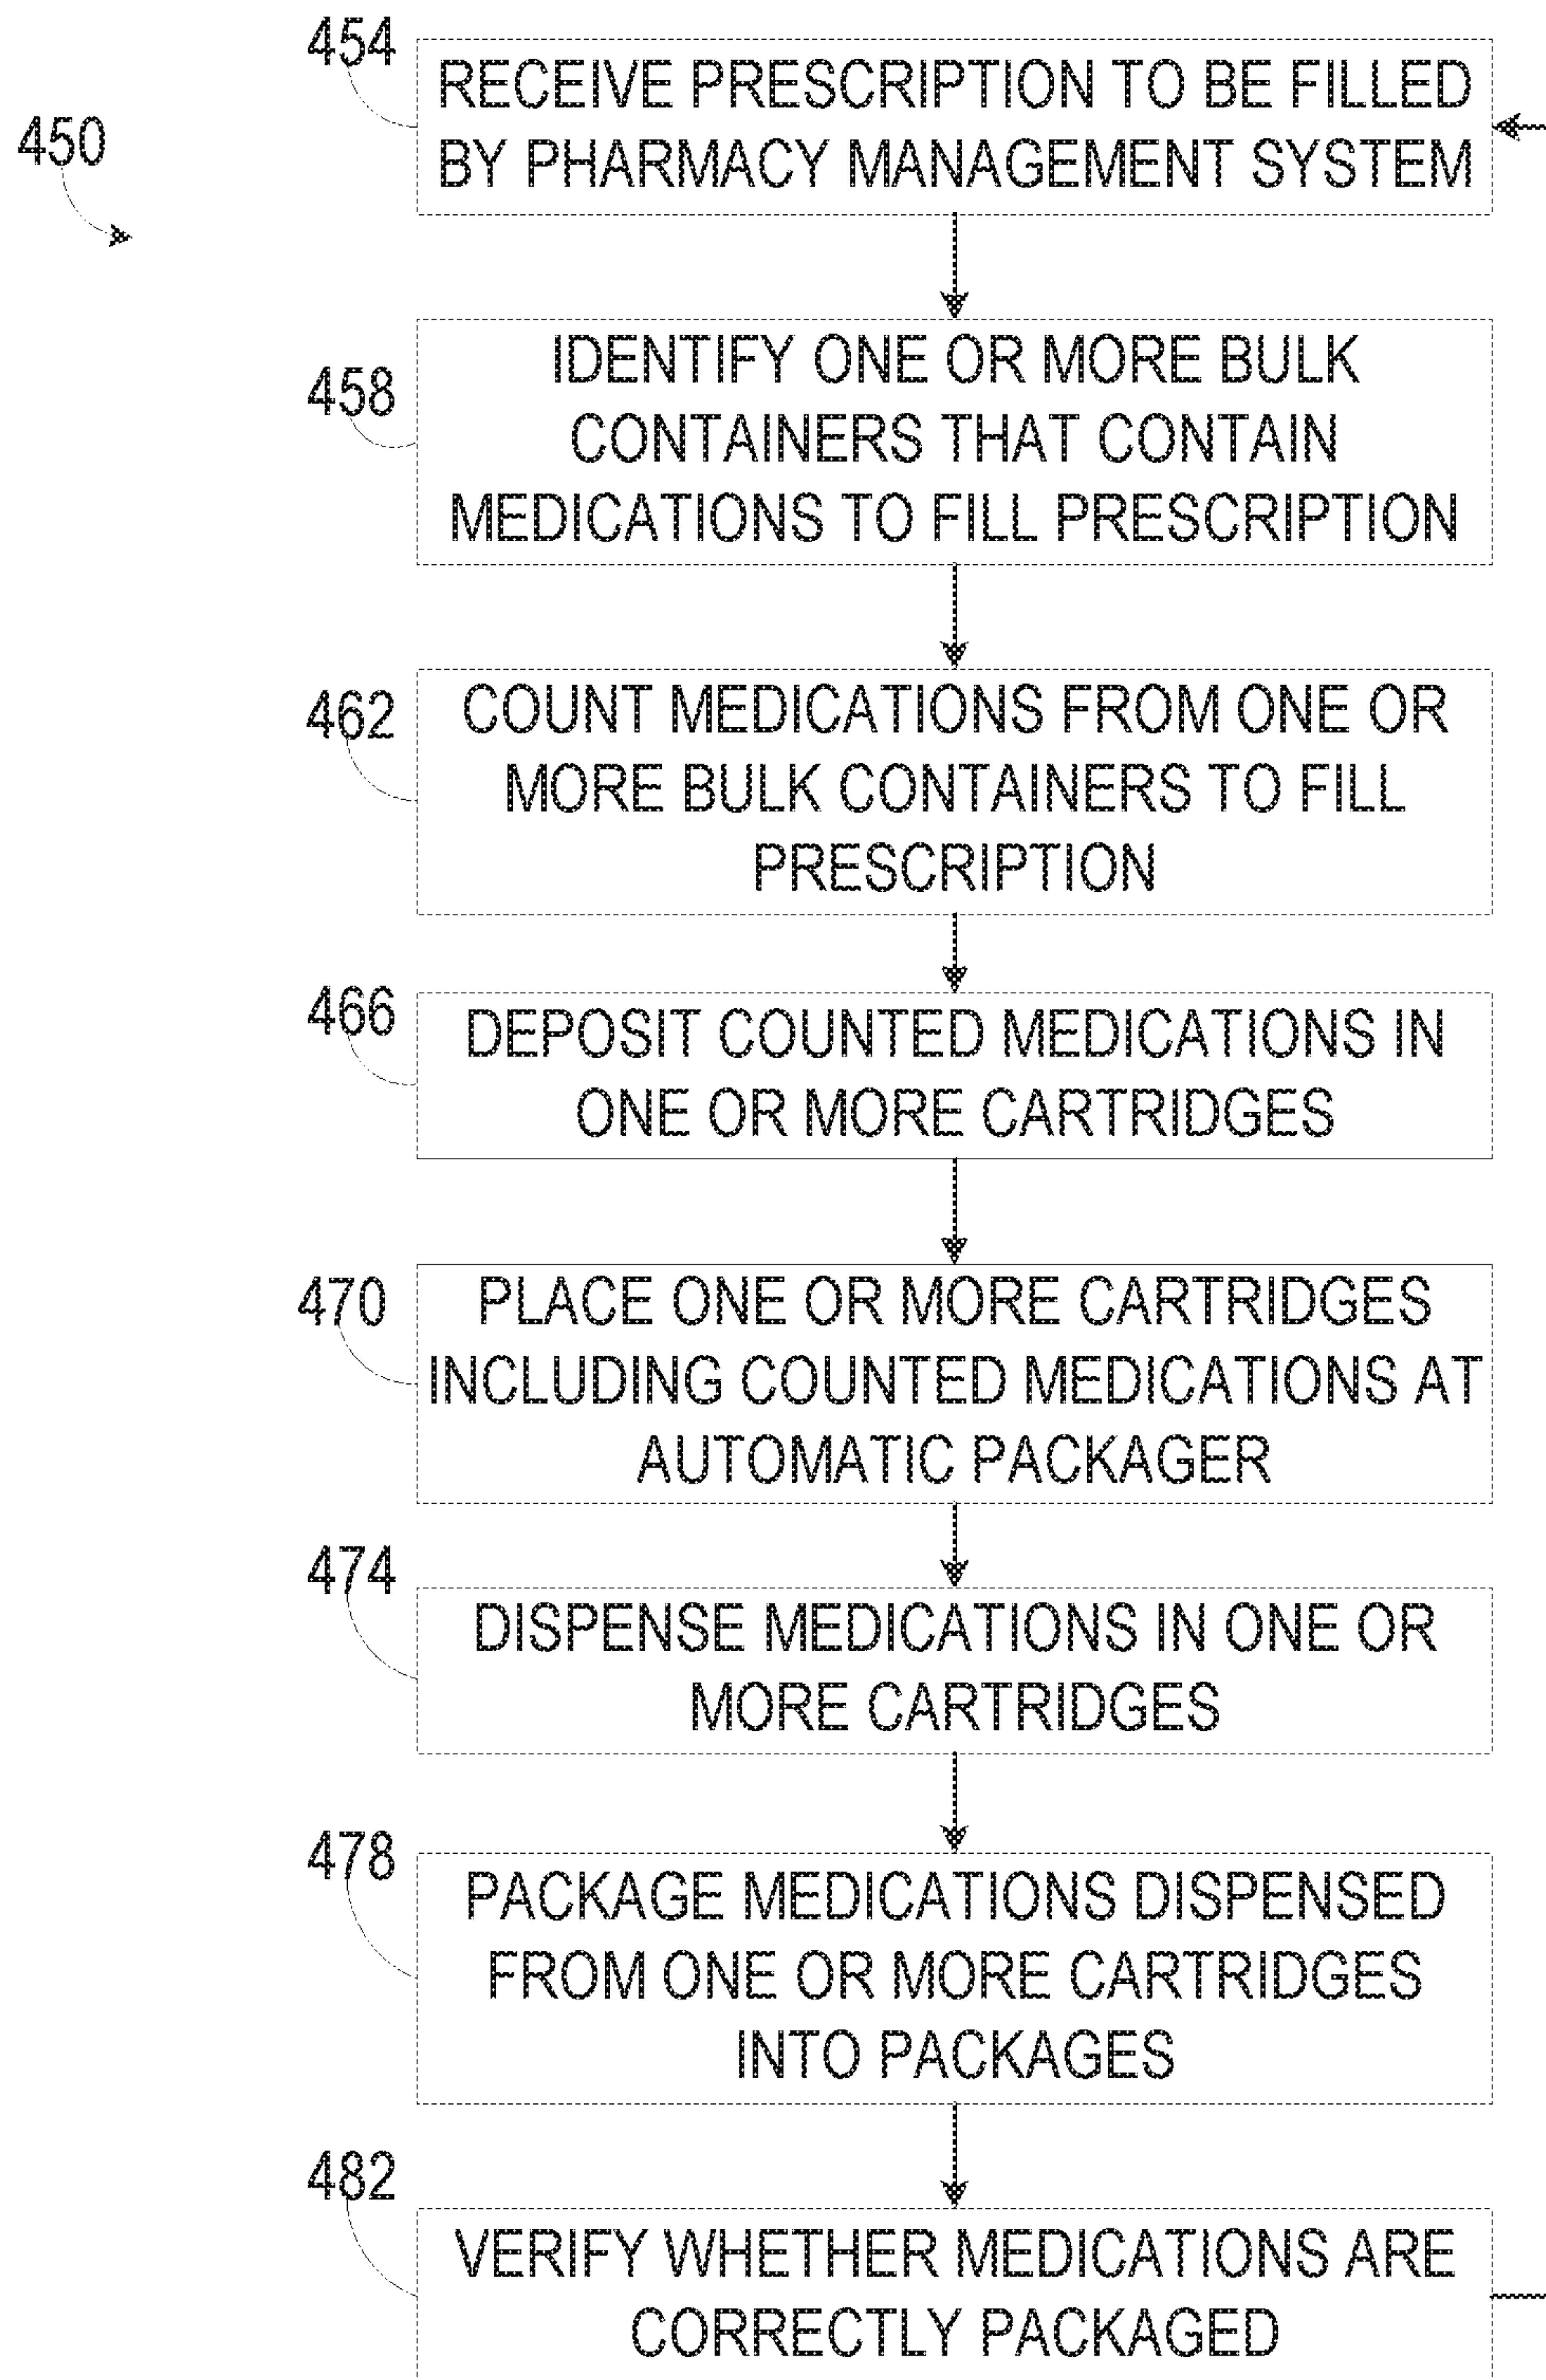 454
RECEIVE PRESCRIPTION TO BE FILLED
BY PHARMACY MANAGEMENT SYSTEM
450
458
IDENTIFY ONE OR MORE BULK
CONTAINERS THAT CONTAIN
MEDICATIONS TO FILL PRESCRIPTION
462
COUNT MEDICATIONS FROM ONE OR
MORE BULK CONTAINERS TO FILL
PRESCRIPTION
466
DEPOSIT COUNTED MEDICATIONS IN
ONE OR MORE CARTRIDGES
470
PLACE ONE OR MORE CARTRIDGES
INCLUDING COUNTED MEDICATIONS AT
AUTOMATIC PACKAGER
474
DISPENSE MEDICATIONS IN ONE OR
MORE CARTRIDGES
478
PACKAGE MEDICATIONS DISPENSED
FROM ONE OR MORE CARTRIDGES
INTO PACKAGES
482
VERIFY WHETHER MEDICATIONS ARE
CORRECTLY PACKAGED